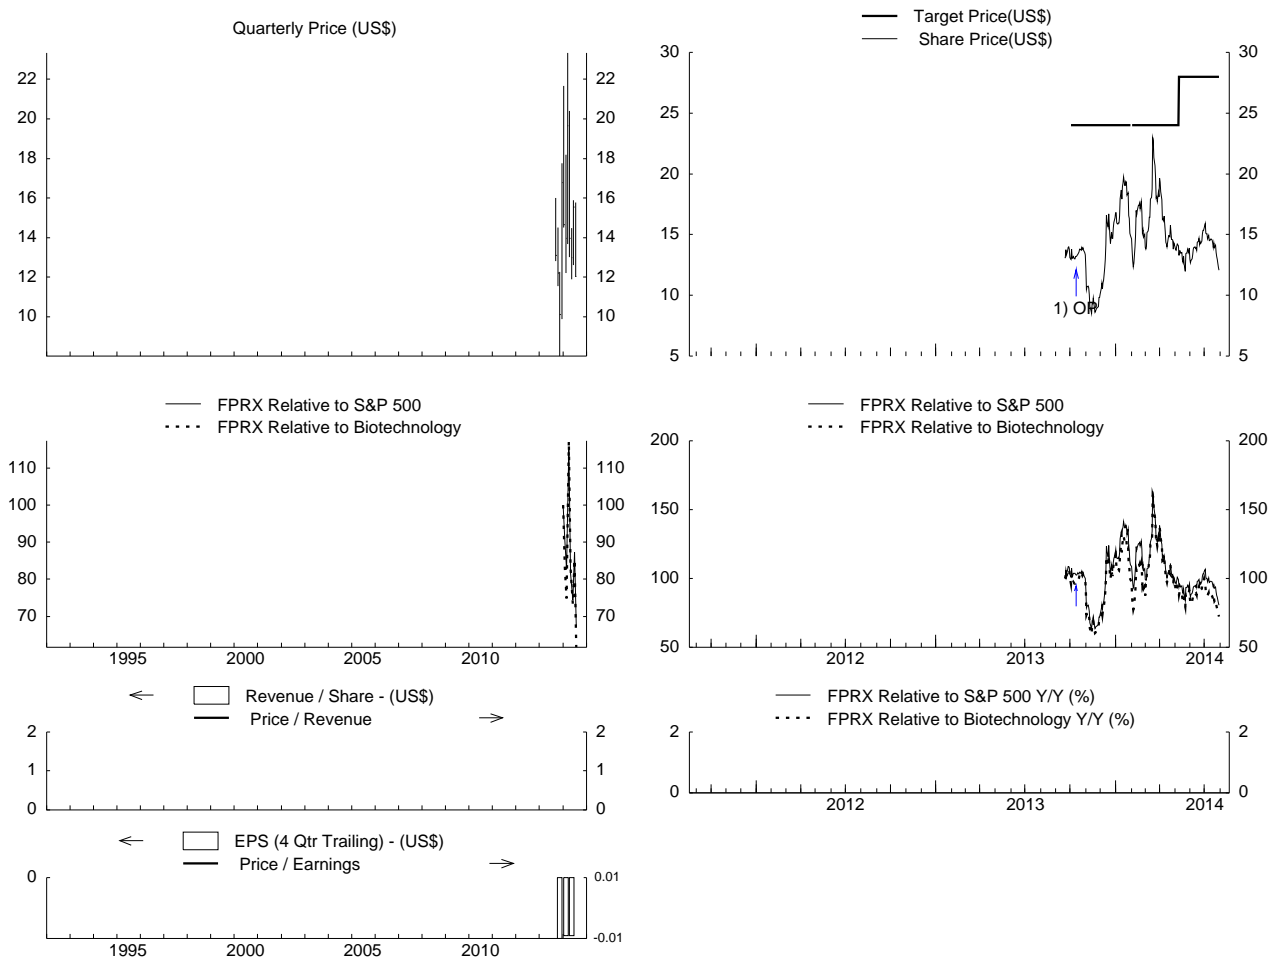 Quarterly Price (US$)
22 22
20 20
18 18
16 16
14 14
12 12
10 10
FPRX Relative to S&P 500
FPRX Relative to Biotechnology
110 110
100 100
90 90
80 80
70 70
1995 2000 2005 2010
Revenue / Share - (US$)
Price / Revenue
2 2
1 1
0 0
EPS (4 Qtr Trailing) - (US$)
Price / Earnings
0 0.01
-0.01
1995 2000 2005 2010
Target Price(US$)
Share Price(US$)
30 30
25 25
20 20
15 15
10 10
1) OP
5 5
FPRX Relative to S&P 500
FPRX Relative to Biotechnology
200 200
150 150
100 100
50 50
2012 2013 2014
FPRX Relative to S&P 500 Y/Y (%)
FPRX Relative to Biotechnology Y/Y (%)
2 2
0 0
2012 2013 2014